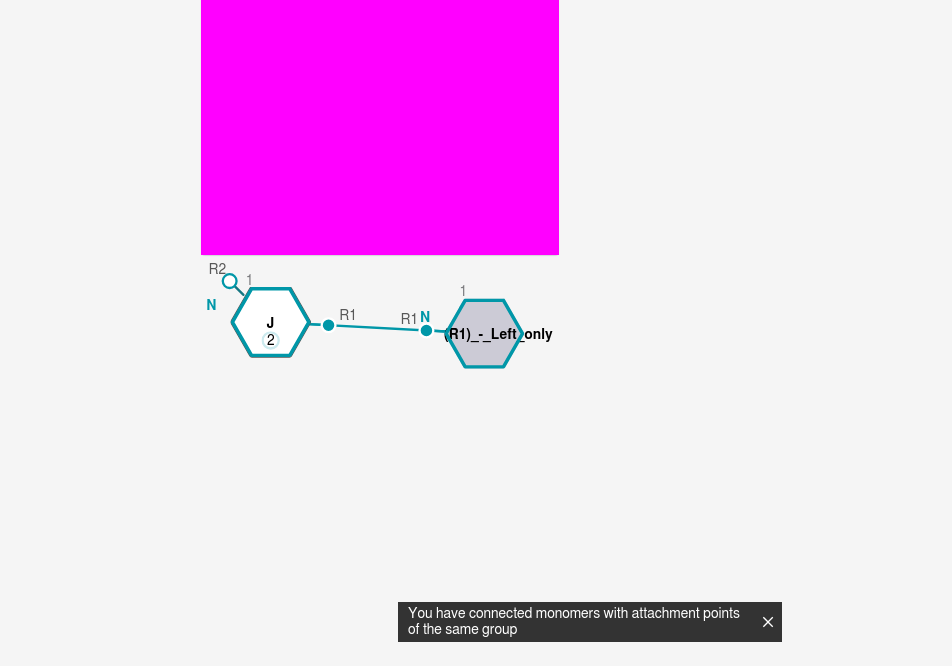 R2
1
N
J
2
R1
R1
N
1
(R1)_-_Left_only
You have connected monomers with attachment points
of the same group